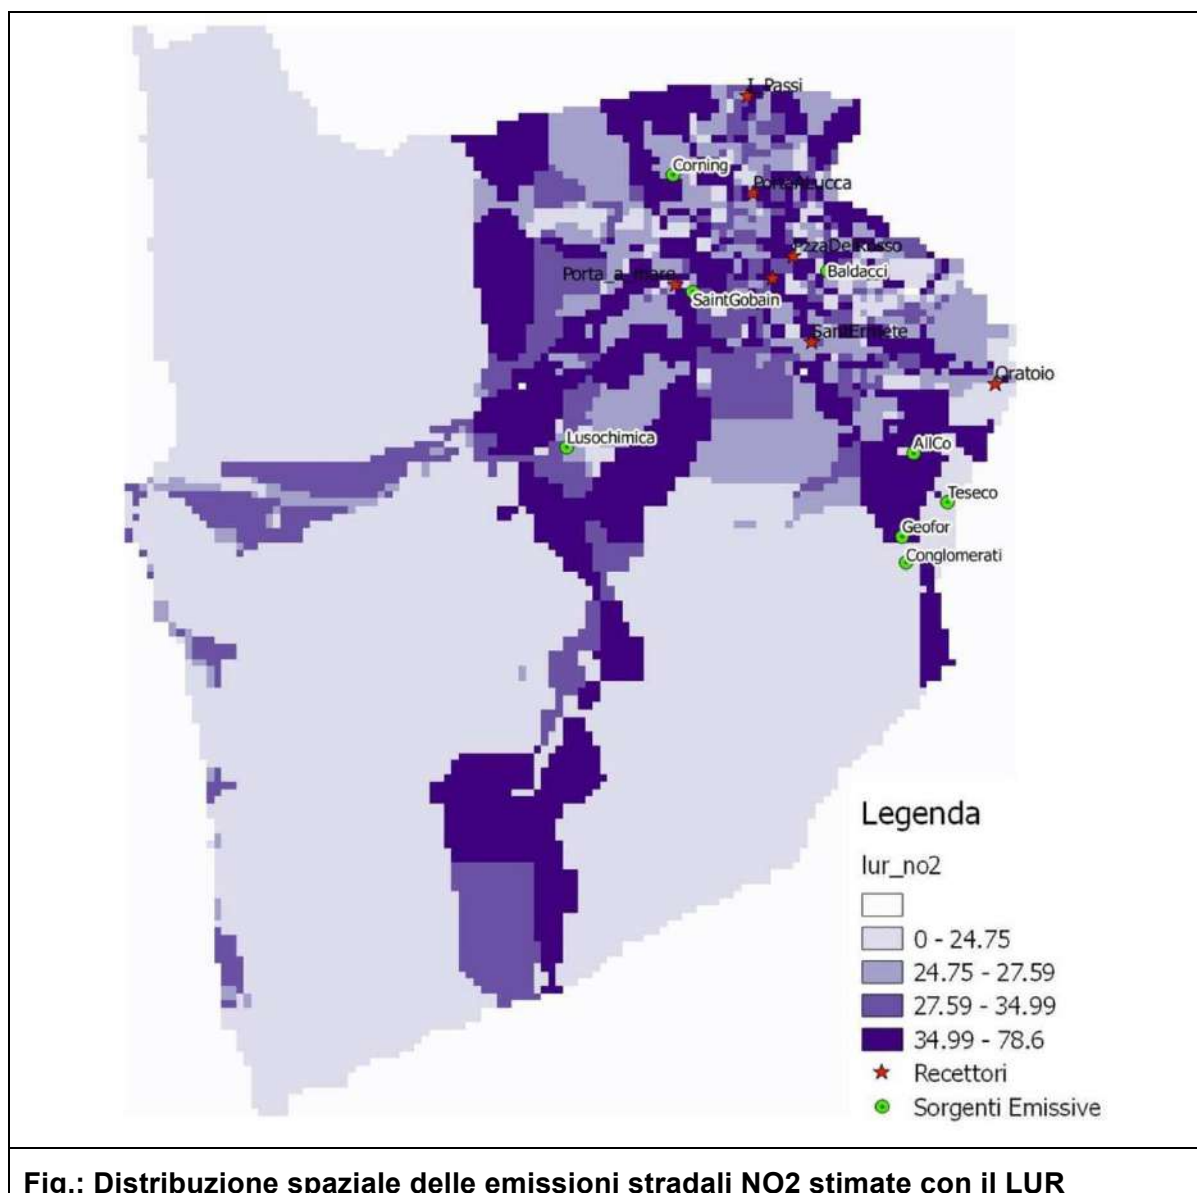 I_Passi
Corning
PortaALucca
PzzaDelRosso
Baldacci
Porta_a_mare
SaintGobain
SantErmete
Oratoio
Lusochimica
AllCo
Teseco
Geofor
Conglomerati
Legenda
lur_no2
0 - 24.75
24.75 - 27.59
27.59 - 34.99
34.99 - 78.6
Recettori
Sorgenti Emissive
Fig.: Distribuzione spaziale delle emissioni stradali NO2 stimate con il LUR